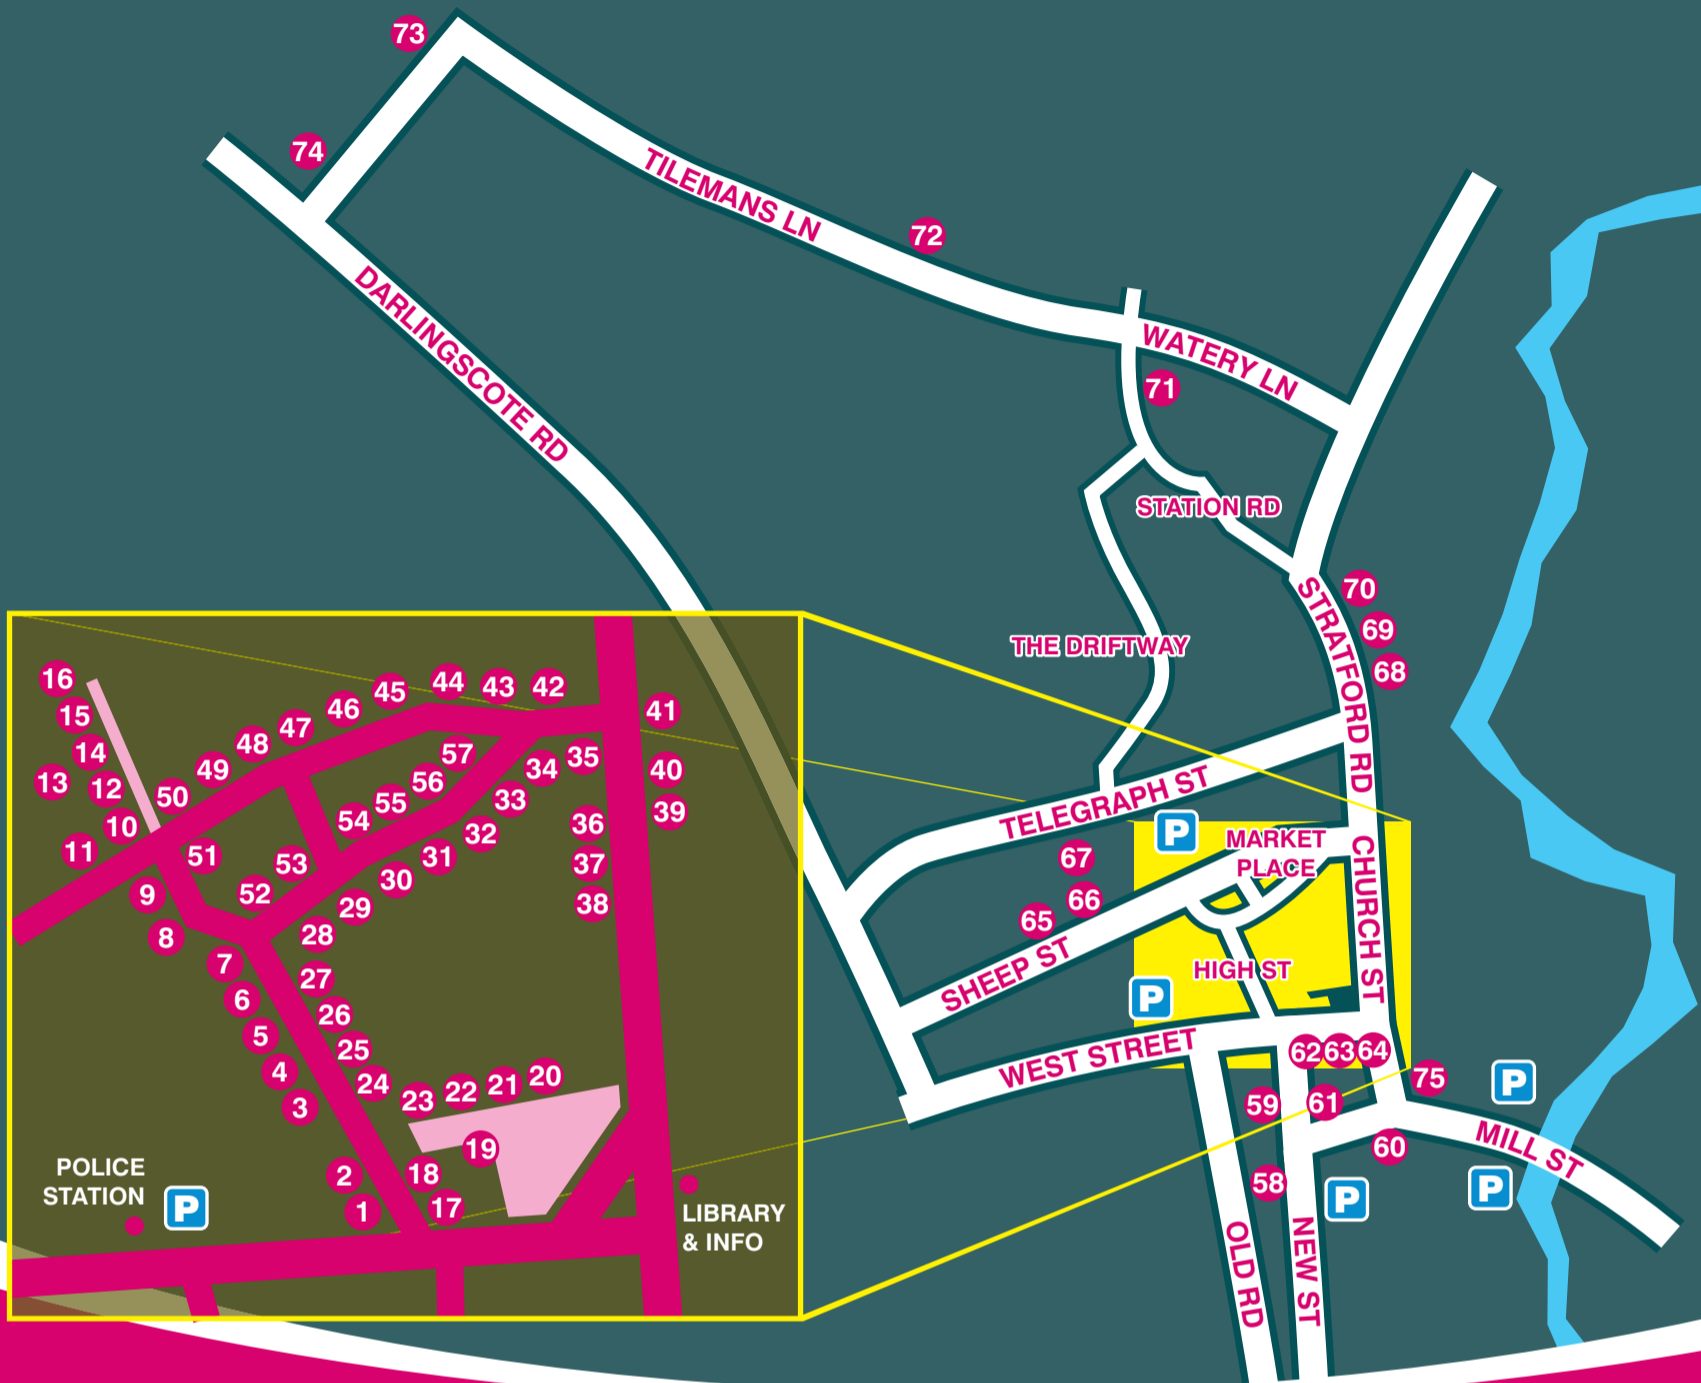 73
74
TILEMANS LN
72
DARLINGSCOTE RD
WATERY LN
71
STATION RD
70
69
68
STRATFORD RD
THE DRIFTWAY
TELEGRAPH ST
P
MARKET
PLACE
67
66
65
SHEEP ST
CHURCH ST
HIGH ST
P
WEST STREET
62 63 64
75
P
59
61
60
MILL ST
58
P
P
OLD RD
NEW ST
16
15
14
13
12
10
11
50
49
48
47
46
45
44
43
42
41
40
39
57
56
55
54
53
52
51
35
34
33
32
31
30
29
28
36
37
38
9
8
7
6
5
4
3
2
1
27
26
25
24
23
22
21
20
19
18
17
POLICE
STATION
P
LIBRARY
& INFO